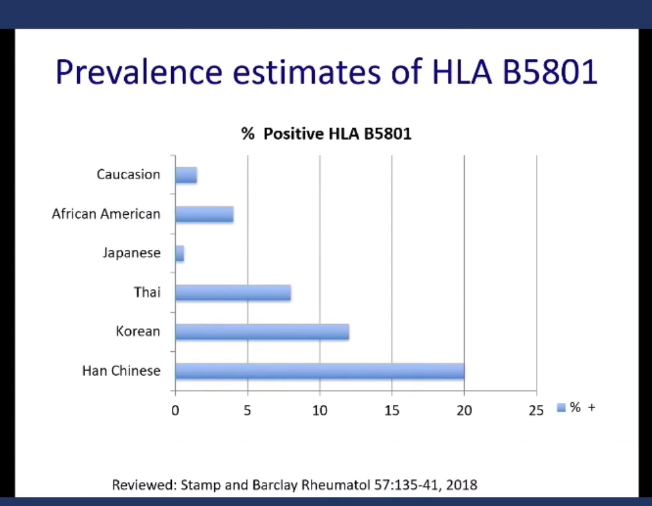 Prevalence estimates of HLA B5801
% Positive HLA B5801
Caucasion
African American
Japanese
Thai
Korean
Han Chinese
0 5 10 15 20 25
% +
Reviewed: Stamp and Barclay Rheumatol 57:135-41, 2018